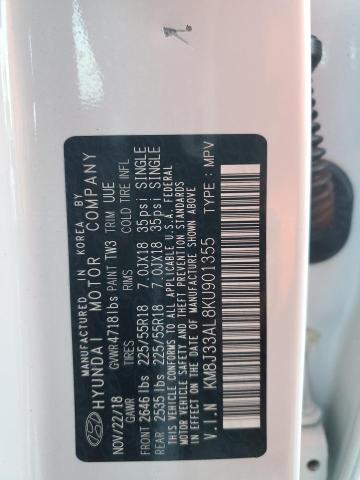 MANUFACTURED IN KOREA BY
HYUNDAI MOTOR COMPANY
NOV/22/18 GVWR 4718 lbs PAINT TW3 TRIM UUE
GAWR TIRES RIMS COLD TIRE INFL
FRONT 2646 lbs 225/55R18 7.0JX18 35psi SINGLE
REAR 2535 lbs 225/55R18 7.0JX18 35psi SINGLE
THIS VEHICLE CONFORMS TO ALL APPLICABLE U.S.A. FEDERAL
MOTOR VEHICLE SAFETY, BUMPER, AND THEFT PREVENTION
STANDARDS IN EFFECT ON THE DATE OF MANUFACTURE SHOWN ABOVE.
V.I.N KM8J33AL8KU901355 TYPE: MPV